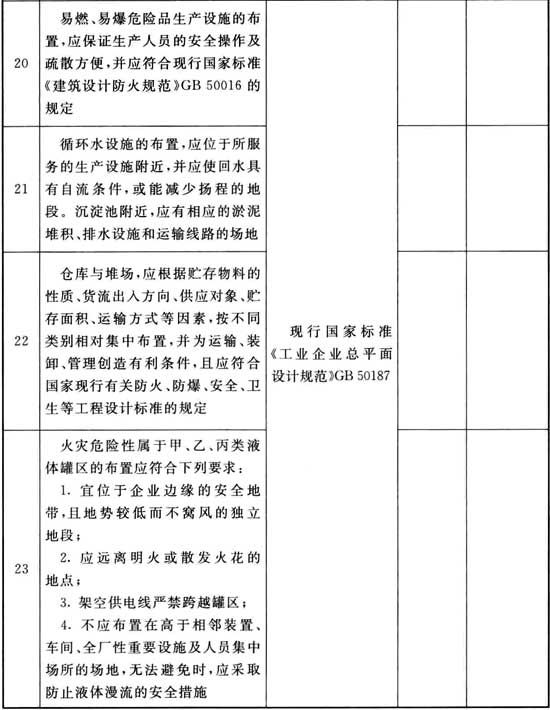 20
易燃、易爆危险品生产设施的布
置,应保证生产人员的安全操作及
疏散方便,并应符合现行国家标准
《建筑设计防火规范》GB 50016 的
规定
21
循环水设施的布置,应位于所服
务的生产设施附近,并应使回水具
有自流条件,或能减少扬程的地
段。沉淀池附近,应有相应的淤泥
堆积、排水设施和运输线路的场地
22
仓库与堆场,应根据贮存物料的
性质、货流出入方向、供应对象、贮
存面积、运输方式等因素,按不同
类别相对集中布置,并为运输、装
卸、管理创造有利条件,且应符合
国家现行有关防火、防爆、安全、卫
生等工程设计标准的规定
现行国家标准
《工业企业总平面
设计规范》GB 50187
23
火灾危险性属于甲、乙、丙类液
体罐区的布置应符合下列要求:
1. 宜位于企业边缘的安全地
带,且地势较低而不窝风的独立
地段;
2. 应远离明火或散发火花的
地点;
3. 架空供电线严禁跨越罐区;
4. 不应布置在高于相邻装置、
车间、全厂性重要设施及人员集中
场所的场地,无法避免时,应采取
防止液体漫流的安全措施